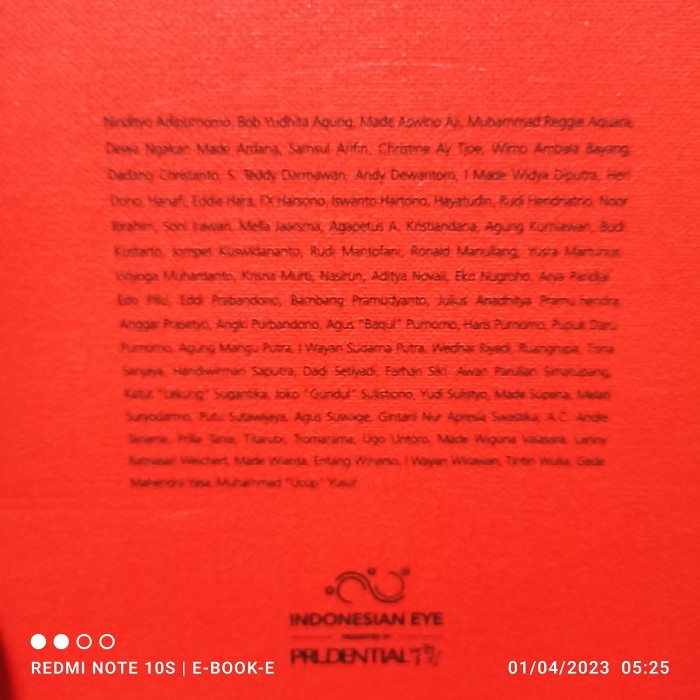 Nindityo Adipurnomo, Bob Yudhita Agung, Made Aswino Aji, Muhammad Reggie Aquara,
Dewa Ngakan Made Ardana, Samsul Arifin, Christine Ay Tjoe, Wimo Ambala Bayang,
Dadang Christanto, S. Teddy Darmawan, Andy Dewantoro, I Made Widya Diputra, Heri
Dono, Hanafi, Eddie Hara, FX Harsono, Iswanto Hartono, Hayatudin, Rudi Hendriatno, Noor
Ibrahim, Soni Irawan, Mella Jaarsma, Agapetus A. Kristiandana, Agung Kurniawan, Budi
Kustarto, Jompet Kuswidananto, Rudi Mantofani, Ronald Manullang, Yusra Martunus,
Wiyoga Muhardanto, Krisna Murti, Nasirun, Aditya Novali, Eko Nugroho, Arya Pandjalu,
Edo Pillu, Eddi Prabandono, Bambang Pramudyanto, Julius Ariadhitya Pramuhendra,
Anggar Prasetyo, Angki Purbandono, Agus "Baqul" Purnomo, Haris Purnomo, Pupuk Daru
Purnomo, Agung Mangu Putra, I Wayan Sudarna Putra, Wedhar Riyadi, Ruangrupa, Tisna
Sanjaya, Handiwirman Saputra, Dadi Setiyadi, Farhan Siki, Awan Parulian Simatupang,
Ketut "Lekung" Sugantika, Joko "Gundul" Sulistiono, Yudi Sulistyo, Made Supena, Melati
Suryodarmo, Putu Sutawijaya, Agus Suwage, Gintani Nur Apresia Swastika, A.C. Andre
Tanama, Prilla Tania, Titarubi, Tromarama, Ugo Untoro, Made Wiguna Valasara, Lenny
Ratnasari Weichert, Made Wianta, Entang Wiharso, I Wayan Wirawan, Tintin Wulia, Gede
Mahendra Yasa, Muhammad "Ucup" Yusuf
INDONESIAN EYE
PRESENTED BY
PRUDENTIAL
REDMI NOTE 10S | E-BOOK-E
01/04/2023 05:25